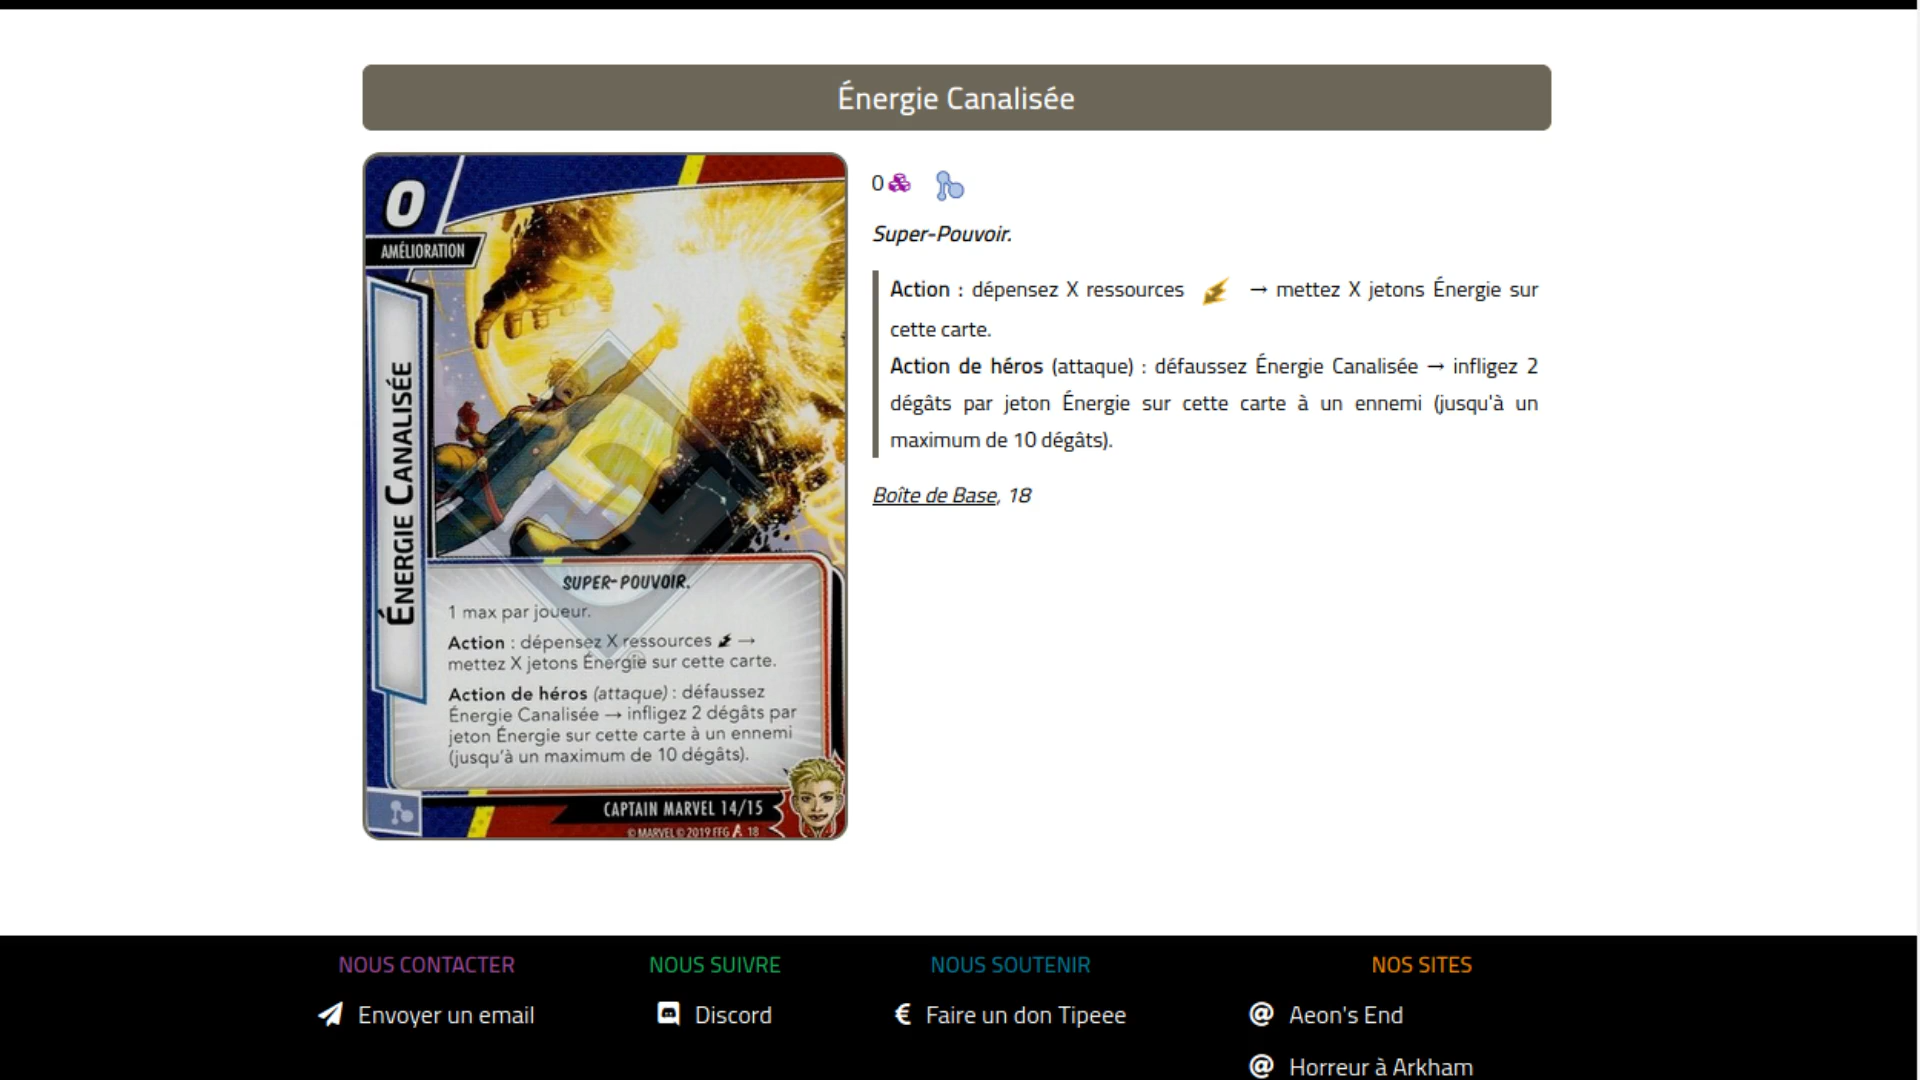 Énergie Canalisée
0
AMÉLIORATION
ÉNERGIE CANALISÉE
SUPER-POUVOIR.
1 max par joueur.
Action : dépensez X ressources →
mettez X jetons Énergie sur cette carte.
Action de héros (attaque) : défaussez
Énergie Canalisée → infligez 2 dégâts par
jeton Énergie sur cette carte à un ennemi
(jusqu'à un maximum de 10 dégâts).
CAPTAIN MARVEL 14/15
© MARVEL © 2019 FFG 18
0
Super-Pouvoir.
Action : dépensez X ressources → mettez X jetons Énergie sur
cette carte.
Action de héros (attaque) : défaussez Énergie Canalisée → infligez 2
dégâts par jeton Énergie sur cette carte à un ennemi (jusqu'à un
maximum de 10 dégâts).
Boîte de Base, 18
NOUS CONTACTER
Envoyer un email
NOUS SUIVRE
Discord
NOUS SOUTENIR
€ Faire un don Tipeee
NOS SITES
@ Aeon's End
@ Horreur à Arkham